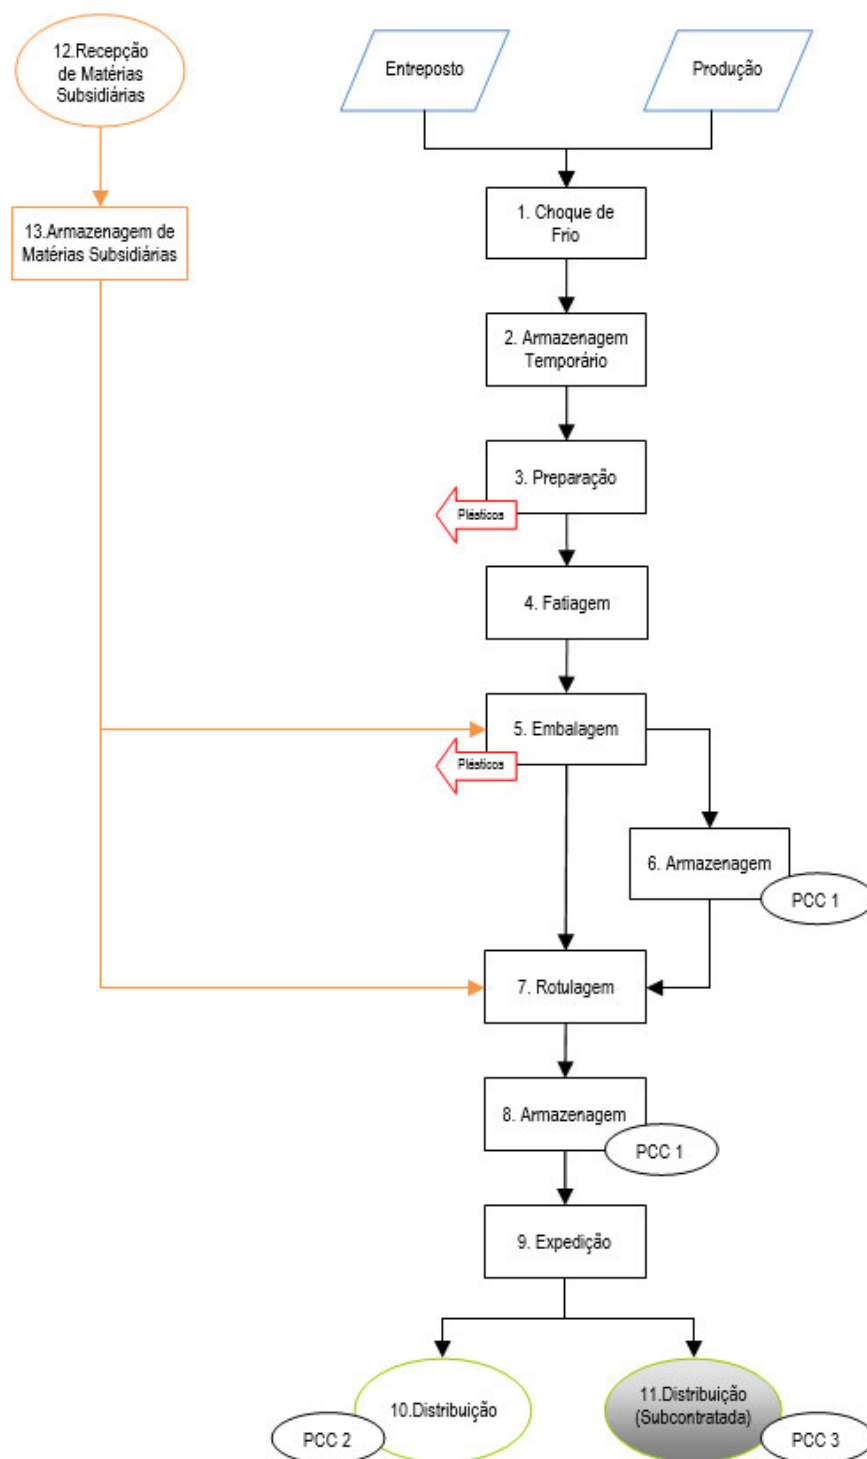 12.Recepção
de Matérias
Subsidiárias
Entreposto
Produção
13.Armazenagem de
Matérias Subsidiárias
1. Choque de
Frio
2. Armazenagem
Temporário
3. Preparação
Plásticos
4. Fatiagem
5. Embalagem
Plásticos
6. Armazenagem
PCC 1
7. Rotulagem
8. Armazenagem
PCC 1
9. Expedição
10.Distribuição
PCC 2
11.Distribuição
(Subcontratada)
PCC 3